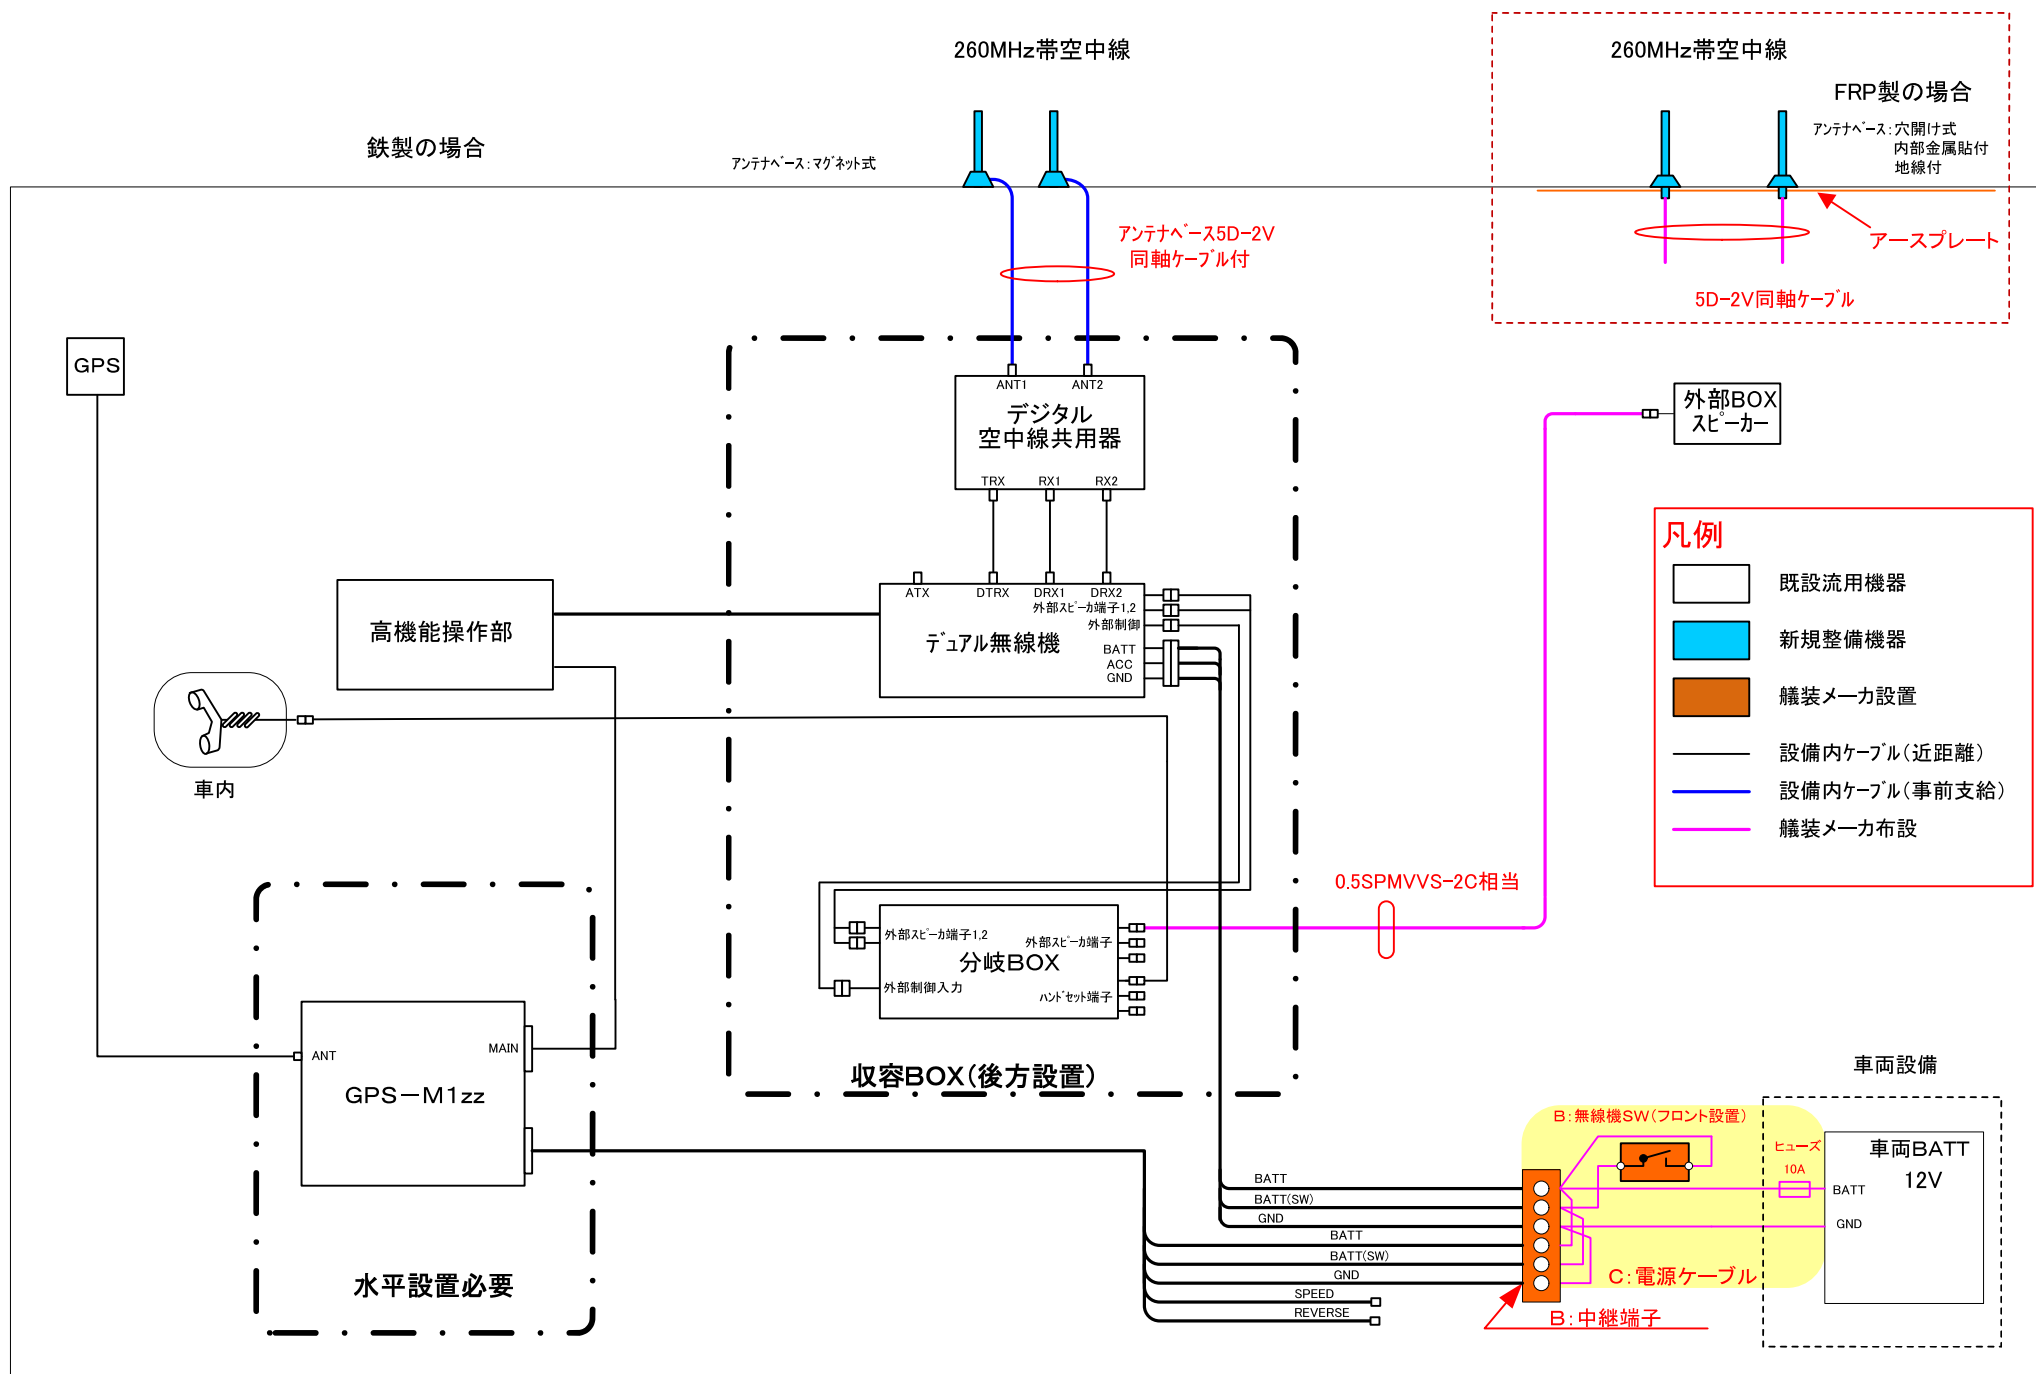 260MHz帯空中線
鉄製の場合
アンテナベース：マグネット式
アンテナベース5D-2V
同軸ケーブル付
260MHz帯空中線
FRP製の場合
アンテナベース：穴開け式
内部金属貼付
地線付
アースプレート
5D-2V同軸ケーブル
GPS
ANT1
ANT2
デジタル
空中線共用器
TRX
RX1
RX2
外部BOX
スピーカー
凡例
既設流用機器
新規整備機器
艤装メーカ設置
設備内ケーブル(近距離)
設備内ケーブル(事前支給)
艤装メーカ布設
高機能操作部
ATX
DTRX
DRX1
DRX2
外部スピーカ端子1,2
外部制御
デュアル無線機
BATT
ACC
GND
車内
0.5SPMVVS-2C相当
外部スピーカ端子1,2
外部スピーカ端子
分岐BOX
外部制御入力
ハンドセット端子
収容BOX(後方設置)
ANT
MAIN
GPS－M1zz
水平設置必要
車両設備
B：無線機SW(フロント設置)
ヒューズ
10A
車両BATT
12V
BATT
GND
BATT
BATT(SW)
GND
BATT
BATT(SW)
GND
SPEED
REVERSE
C：電源ケーブル
B：中継端子